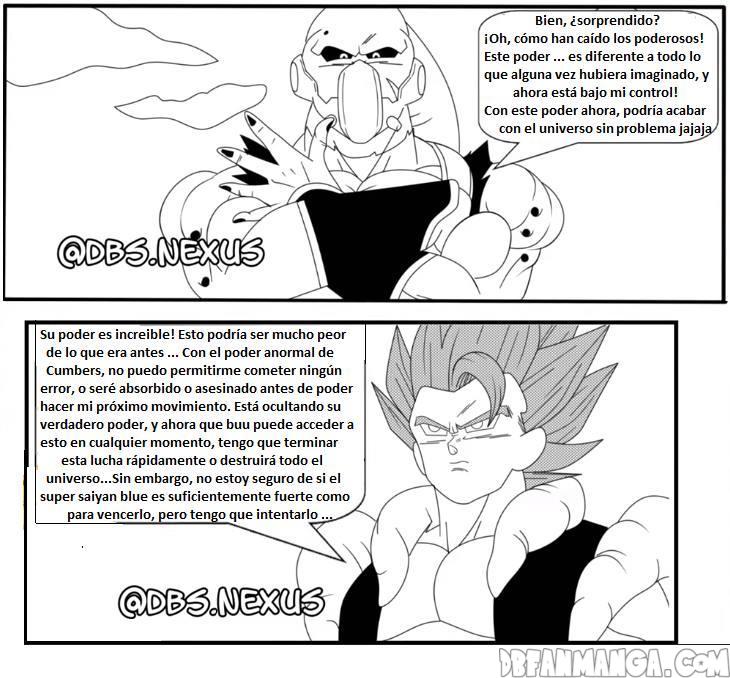 Bien, ¿sorprendido?
¡Oh, cómo han caído los poderosos!
Este poder ... es diferente a todo lo
que alguna vez hubiera imaginado, y
ahora está bajo mi control!
Con este poder ahora, podría acabar
con el universo sin problema jajaja
@DBS.NEXUS
Su poder es increible! Esto podría ser mucho peor
de lo que era antes ... Con el poder anormal de
Cumbers, no puedo permitirme cometer ningún
error, o seré absorbido o asesinado antes de poder
hacer mi próximo movimiento. Está ocultando su
verdadero poder, y ahora que buu puede acceder a
esto en cualquier momento, tengo que terminar
esta lucha rápidamente o destruirá todo el
universo...Sin embargo, no estoy seguro de si el
super saiyan blue es suficientemente fuerte como
para vencerlo, pero tengo que intentarlo ...
@DBS.NEXUS
DBFANMANGA.COM